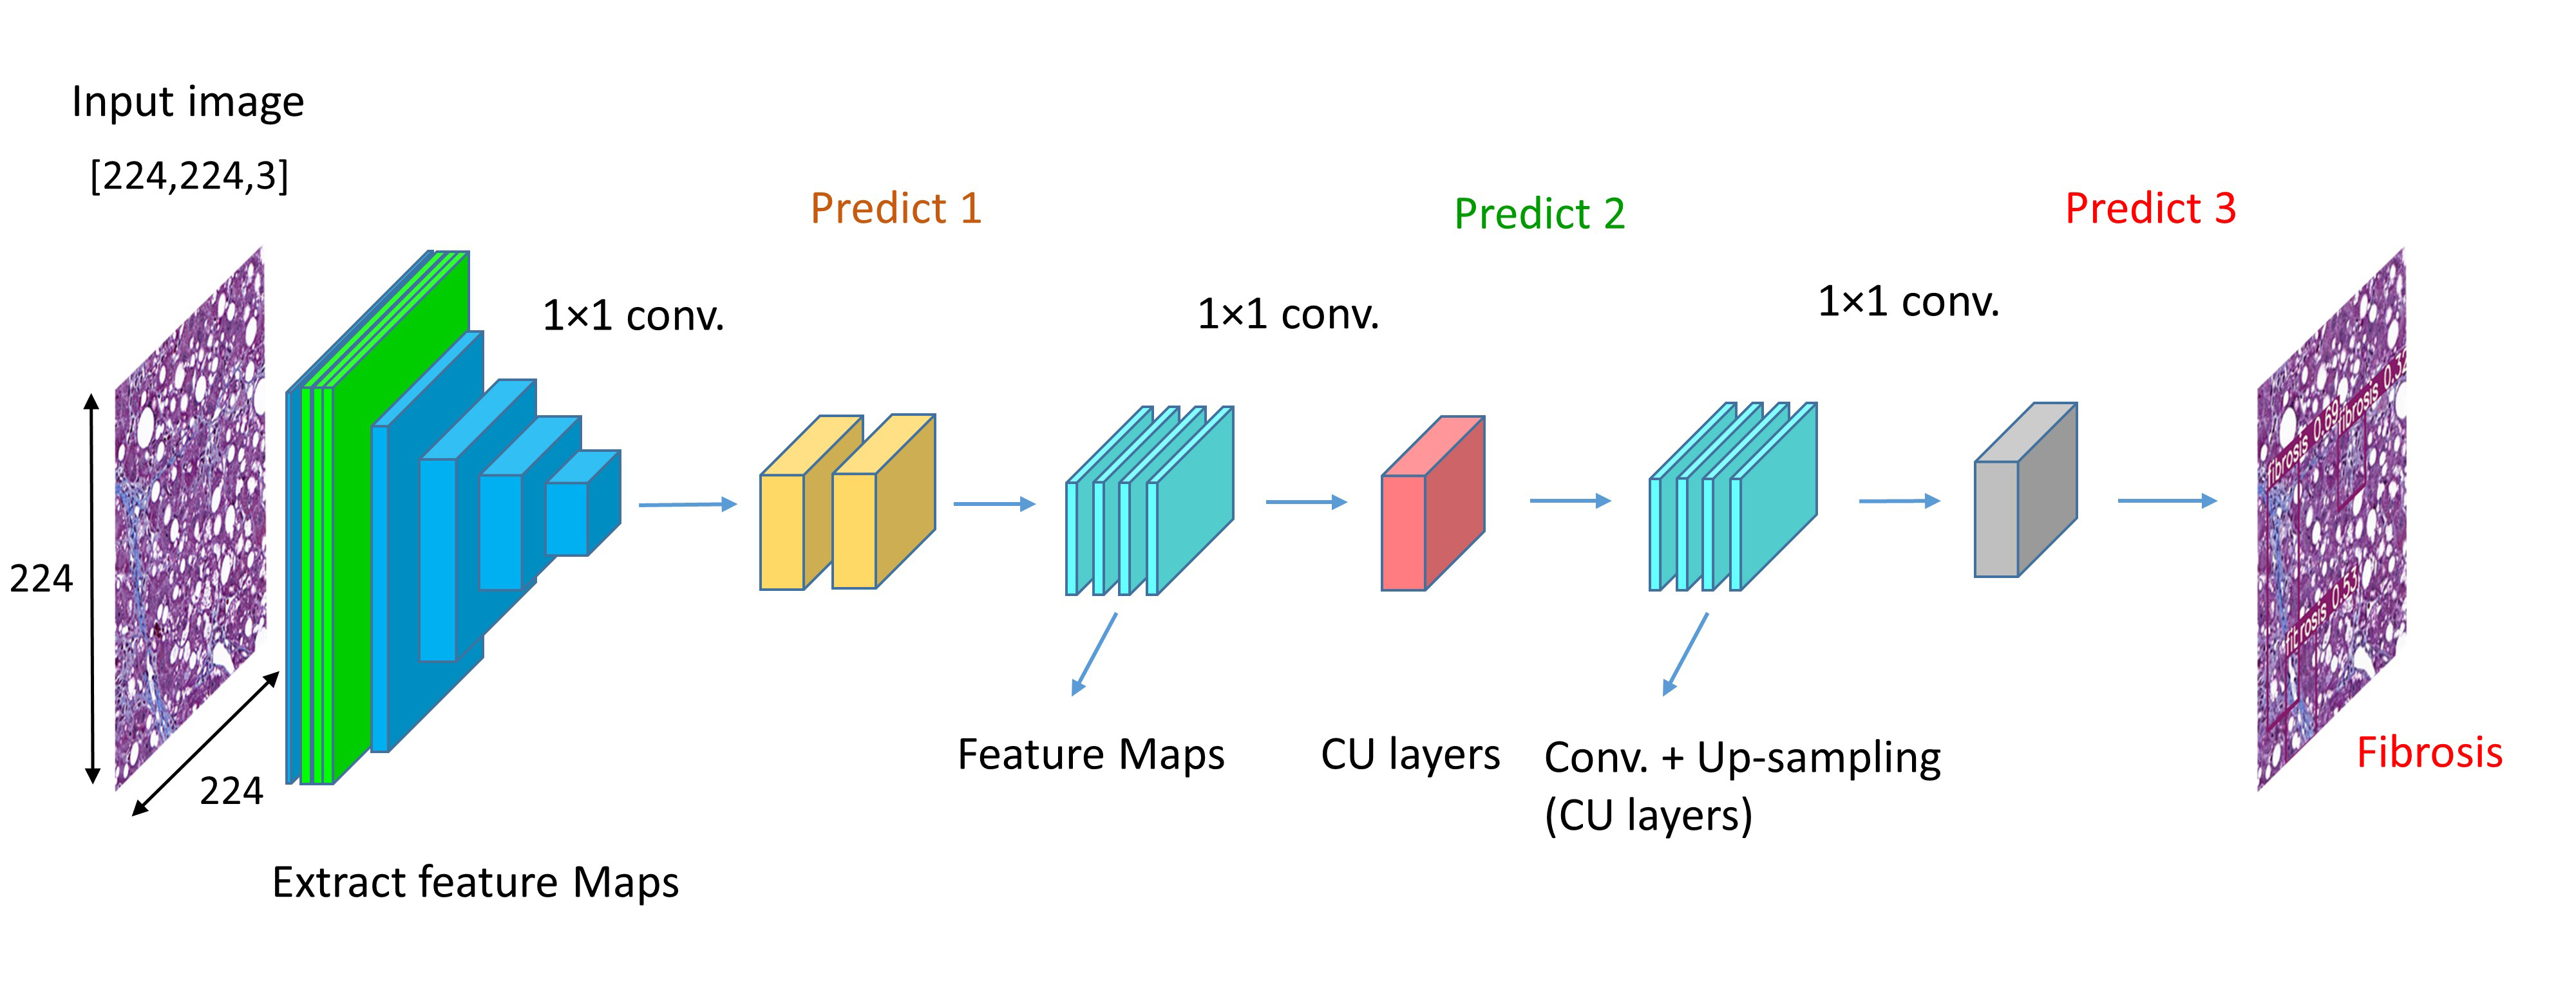 Input image
[224,224,3]
Predict 1
Predict 2
Predict 3
1×1 conv.
1×1 conv.
1×1 conv.
fibrosis 0.69
fibrosis 0.32
fibrosis 0.53
224
224
Feature Maps
CU layers
Conv. + Up-sampling
(CU layers)
Fibrosis
Extract feature Maps